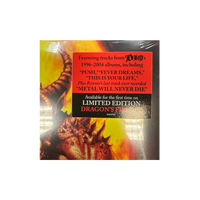 Featuring tracks from DIO's
1996-2004 albums, including
"PUSH," "FEVER DREAMS,"
"THIS IS YOUR LIFE,"
Plus Ronnie's last track ever recorded
"METAL WILL NEVER DIE"
Available for the first time on
LIMITED EDITION
DRAGON'S